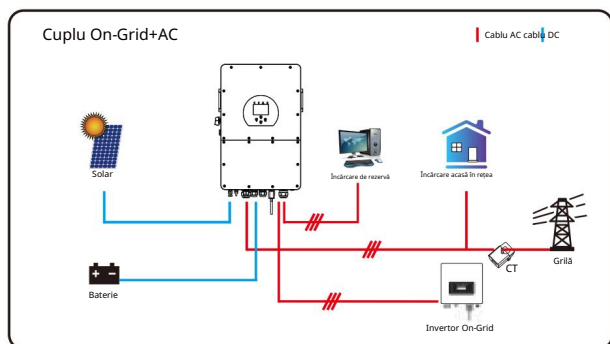 Cuplu On-Grid+AC
Cablu AC cablu DC
Solar
Încărcare de rezervă
Încărcare acasă în rețea
Baterie
CT
Grilă
Invertor On-Grid